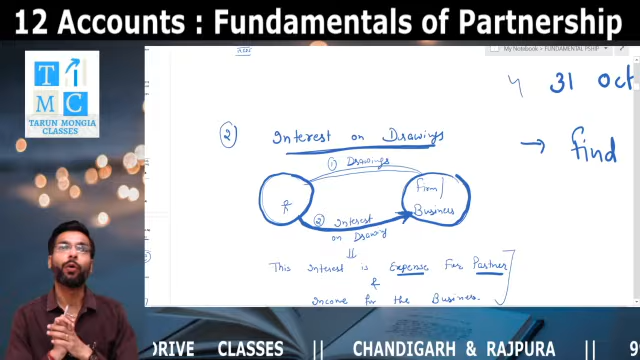 12 Accounts : Fundamentals of Partnership
My Notebook > FUNDAMENTAL PSHIP
T I
M C
TARUN MONGIA
CLASSES
31 Oct
② Interest on Drawings
→ find
① Drawings
Firm/
Business
② Interest
on Drawing
This Interest is Expense For Partner
&
Income for the Business.
DRIVE CLASSES || CHANDIGARH & RAJPURA || 9